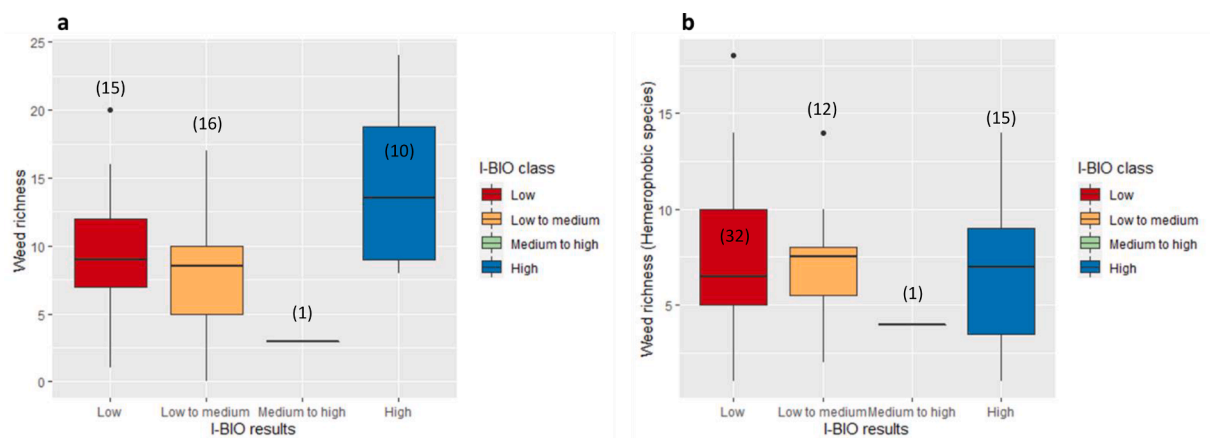 a
25
20
15
10
5
0
Weed richness
(15)
(16)
(1)
(10)
Low
Low to medium
Medium to high
High
I-BIO results
I-BIO class
Low
Low to medium
Medium to high
High
b
15
10
5
Weed richness (Hermerophobic species)
(32)
(12)
(1)
(15)
Low
Low to medium
Medium to high
High
I-BIO results
I-BIO class
Low
Low to medium
Medium to high
High